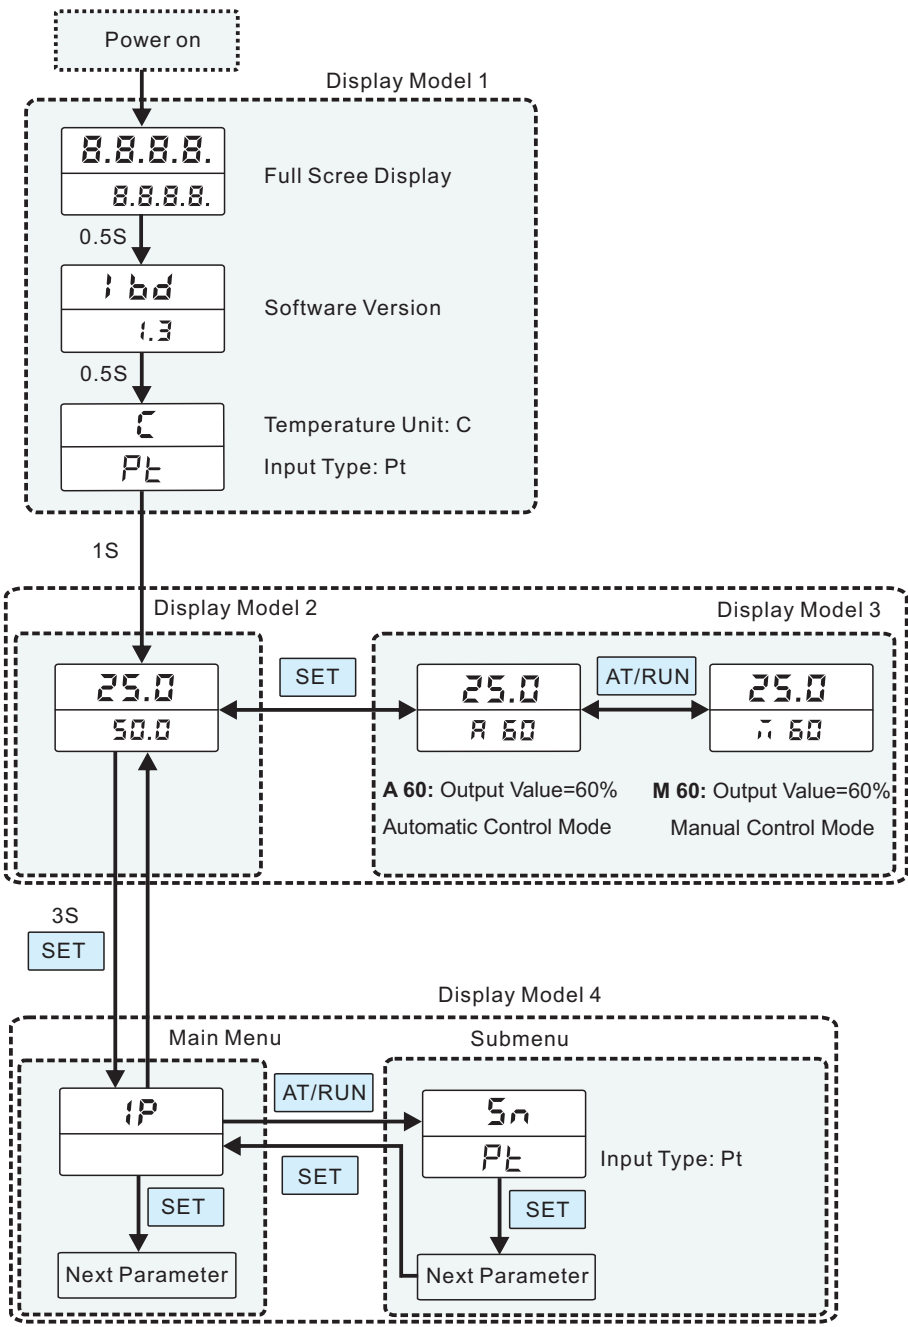 Power on
Display Model 1
8.8.8.8.
8.8.8.8.
Full Scree Display
0.5S
1bd
1.3
Software Version
0.5S
C
Pt
Temperature Unit: C
Input Type: Pt
1S
Display Model 2
Display Model 3
25.0
50.0
SET
25.0
A 60
AT/RUN
25.0
M 60
A 60: Output Value=60%
Automatic Control Mode
M 60: Output Value=60%
Manual Control Mode
3S
SET
Display Model 4
Main Menu
Submenu
1P
AT/RUN
Sn
Pt
Input Type: Pt
SET
SET
SET
Next Parameter
Next Parameter